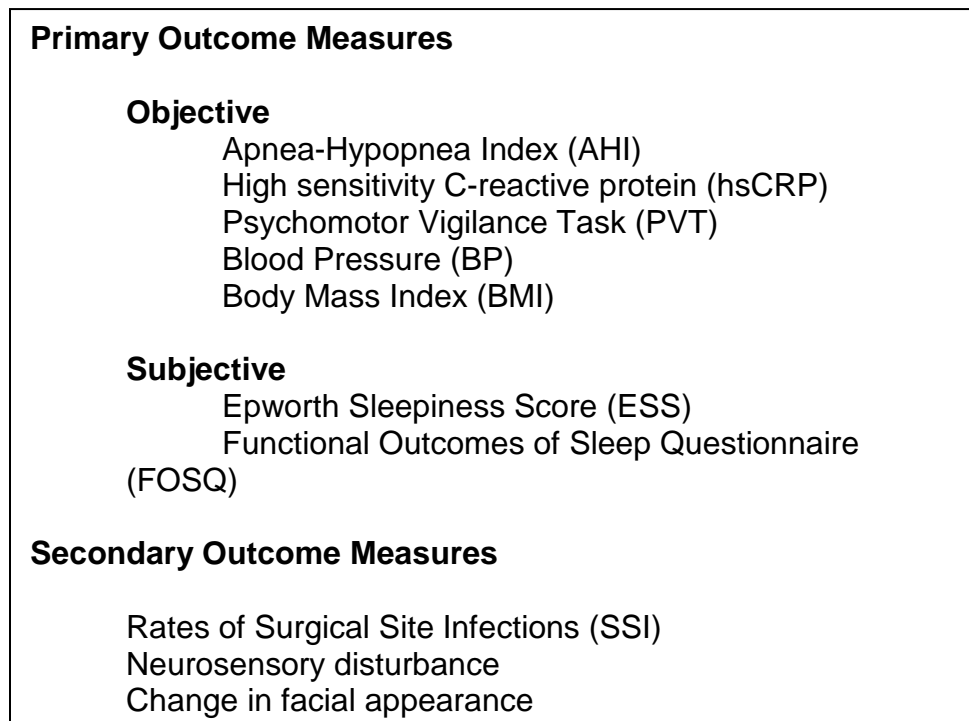 Primary Outcome Measures
Objective
Apnea-Hypopnea Index (AHI)
High sensitivity C-reactive protein (hsCRP)
Psychomotor Vigilance Task (PVT)
Blood Pressure (BP)
Body Mass Index (BMI)
Subjective
Epworth Sleepiness Score (ESS)
Functional Outcomes of Sleep Questionnaire
(FOSQ)
Secondary Outcome Measures
Rates of Surgical Site Infections (SSI)
Neurosensory disturbance
Change in facial appearance